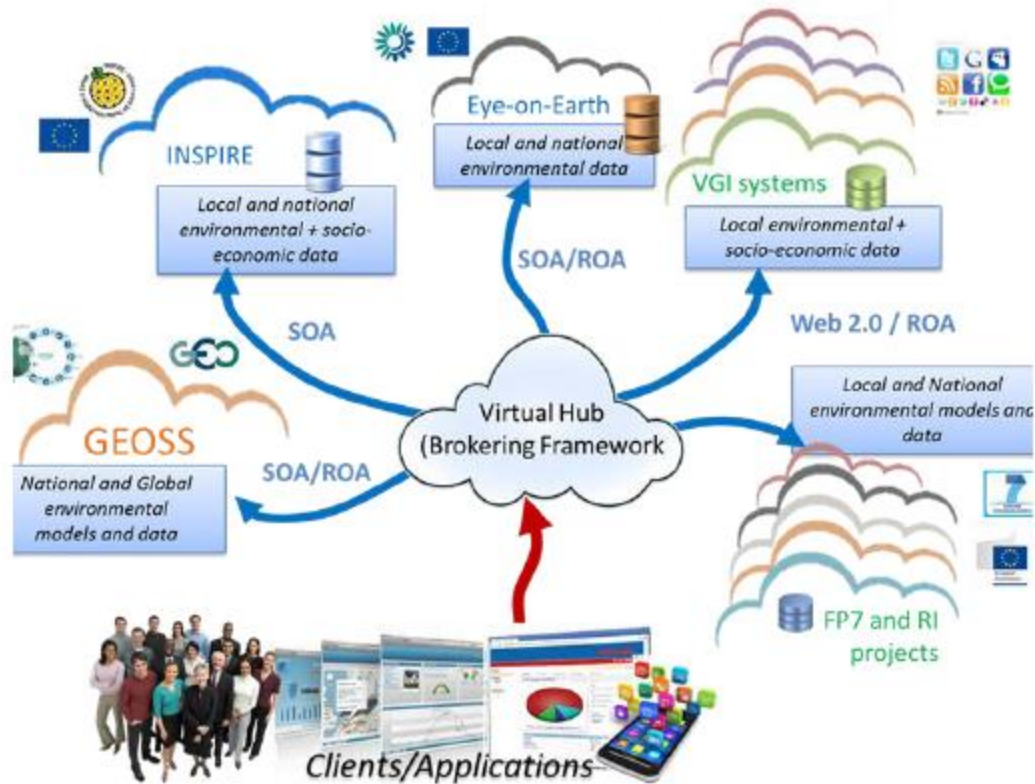 INSPIRE
Local and national
environmental + socio-
economic data
Eye-on-Earth
Local and national
environmental data
VGI systems
Local environmental +
socio-economic data
SOA
SOA/ROA
Web 2.0 / ROA
GEO
GEOSS
National and Global
environmental
models and data
SOA/ROA
Virtual Hub
(Brokering Framework
Local and National
environmental models and
data
7
FP7 and RI
projects
Clients/Applications